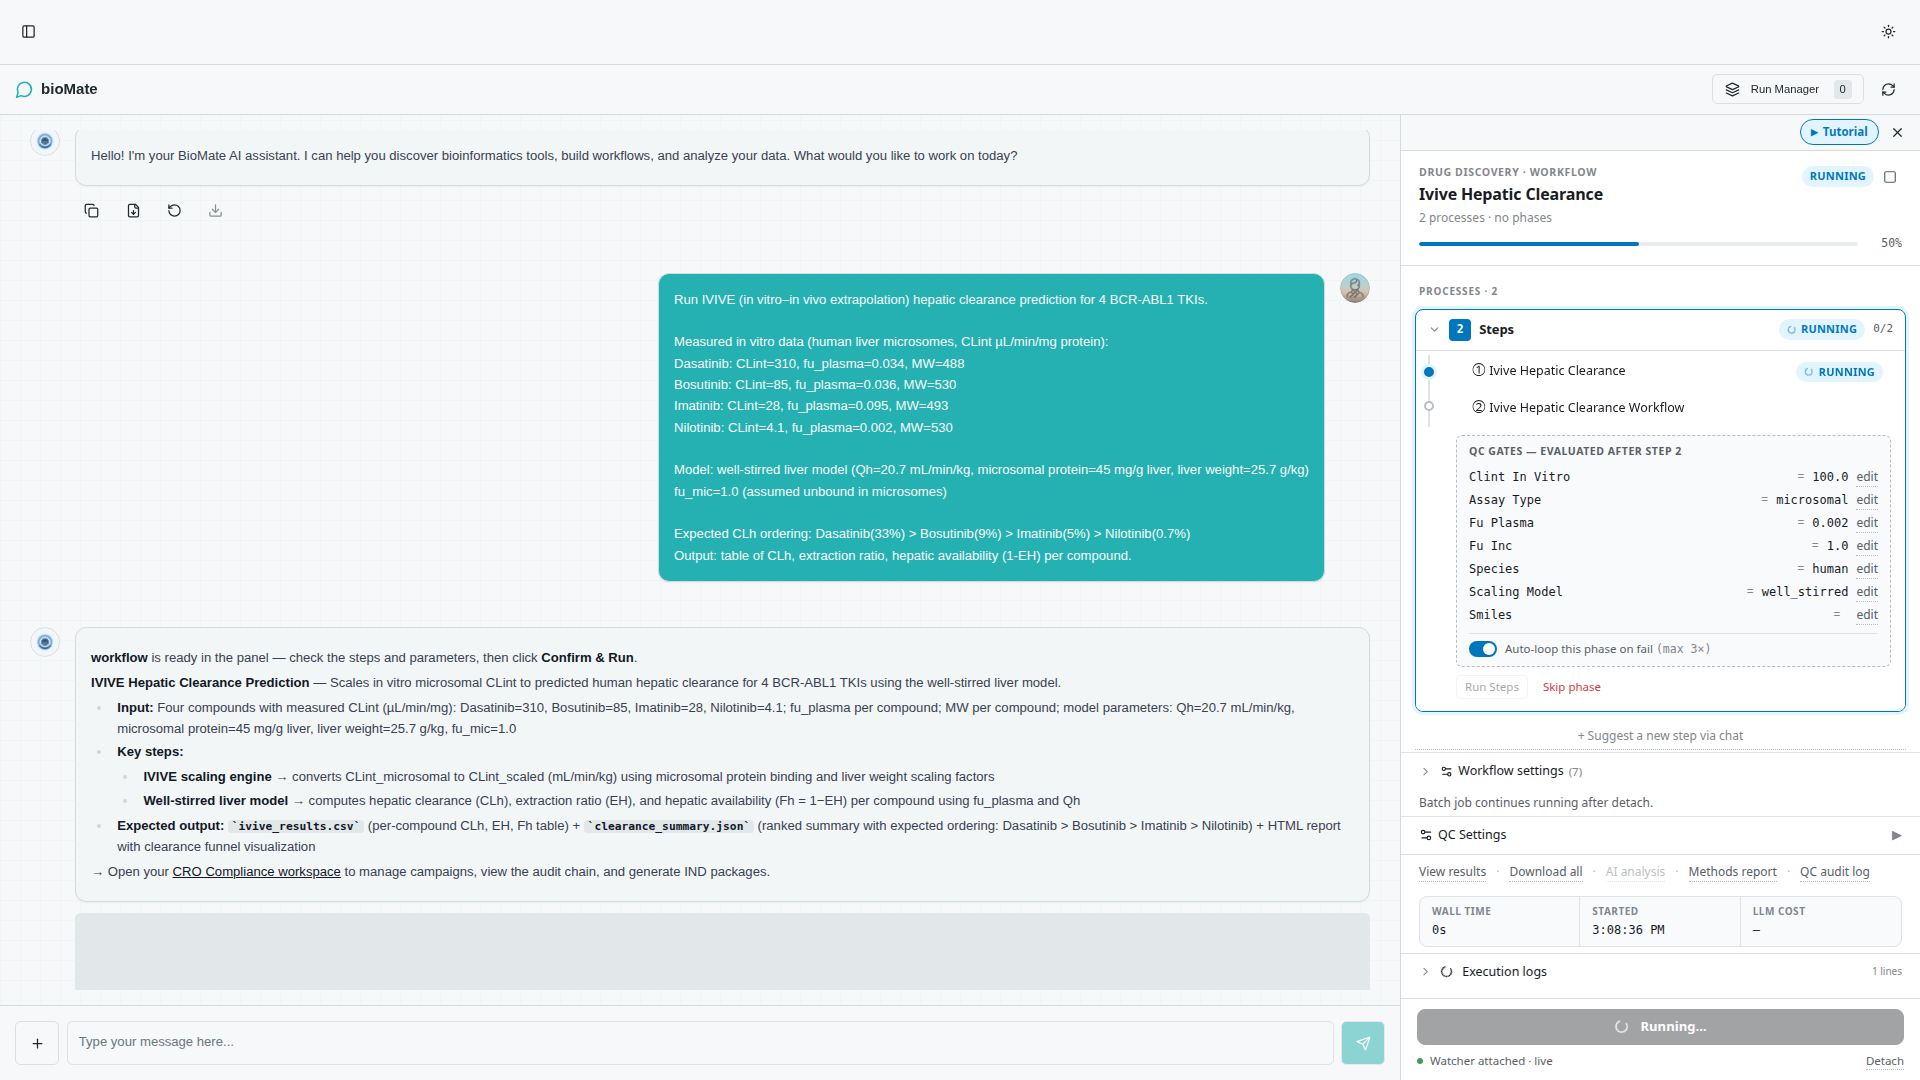 bioMate
Run Manager 0
Hello! I'm your BioMate AI assistant. I can help you discover bioinformatics tools, build workflows, and analyze your data. What would you like to work on today?
Run IVIVE (in vitro–in vivo extrapolation) hepatic clearance prediction for 4 BCR-ABL1 TKIs.
Measured in vitro data (human liver microsomes, CLint µL/min/mg protein):
Dasatinib: CLint=310, fu_plasma=0.034, MW=488
Bosutinib: CLint=85, fu_plasma=0.036, MW=530
Imatinib: CLint=28, fu_plasma=0.095, MW=493
Nilotinib: CLint=4.1, fu_plasma=0.002, MW=530
Model: well-stirred liver model (Qh=20.7 mL/min/kg, microsomal protein=45 mg/g liver, liver weight=25.7 g/kg)
fu_mic=1.0 (assumed unbound in microsomes)
Expected CLh ordering: Dasatinib(33%) > Bosutinib(9%) > Imatinib(5%) > Nilotinib(0.7%)
Output: table of CLh, extraction ratio, hepatic availability (1-EH) per compound.
workflow is ready in the panel — check the steps and parameters, then click Confirm & Run.
IVIVE Hepatic Clearance Prediction — Scales in vitro microsomal CLint to predicted human hepatic clearance for 4 BCR-ABL1 TKIs using the well-stirred liver model.
Input: Four compounds with measured CLint (µL/min/mg): Dasatinib=310, Bosutinib=85, Imatinib=28, Nilotinib=4.1; fu_plasma per compound; MW per compound; model parameters: Qh=20.7 mL/min/kg,
microsomal protein=45 mg/g liver, liver weight=25.7 g/kg, fu_mic=1.0
Key steps:
IVIVE scaling engine → converts CLint_microsomal to CLint_scaled (mL/min/kg) using microsomal protein binding and liver weight scaling factors
Well-stirred liver model → computes hepatic clearance (CLh), extraction ratio (EH), and hepatic availability (Fh = 1−EH) per compound using fu_plasma and Qh
Expected output: `ivive_results.csv` (per-compound CLh, EH, Fh table) + `clearance_summary.json` (ranked summary with expected ordering: Dasatinib > Bosutinib > Imatinib > Nilotinib) + HTML report
with clearance funnel visualization
→ Open your CRO Compliance workspace to manage campaigns, view the audit chain, and generate IND packages.
Type your message here...
▶ Tutorial
DRUG DISCOVERY · WORKFLOW
RUNNING
Ivive Hepatic Clearance
2 processes · no phases
50%
PROCESSES · 2
2 Steps RUNNING 0/2
① Ivive Hepatic Clearance RUNNING
② Ivive Hepatic Clearance Workflow
QC GATES — EVALUATED AFTER STEP 2
Clint In Vitro = 100.0 edit
Assay Type = microsomal edit
Fu Plasma = 0.002 edit
Fu Inc = 1.0 edit
Species = human edit
Scaling Model = well_stirred edit
Smiles = edit
Auto-loop this phase on fail (max 3×)
Run Steps Skip phase
+ Suggest a new step via chat
Workflow settings (7)
Batch job continues running after detach.
QC Settings ▶
View results · Download all · AI analysis · Methods report · QC audit log
WALL TIME STARTED LLM COST
0s 3:08:36 PM —
Execution logs 1 lines
Running...
Watcher attached · live Detach